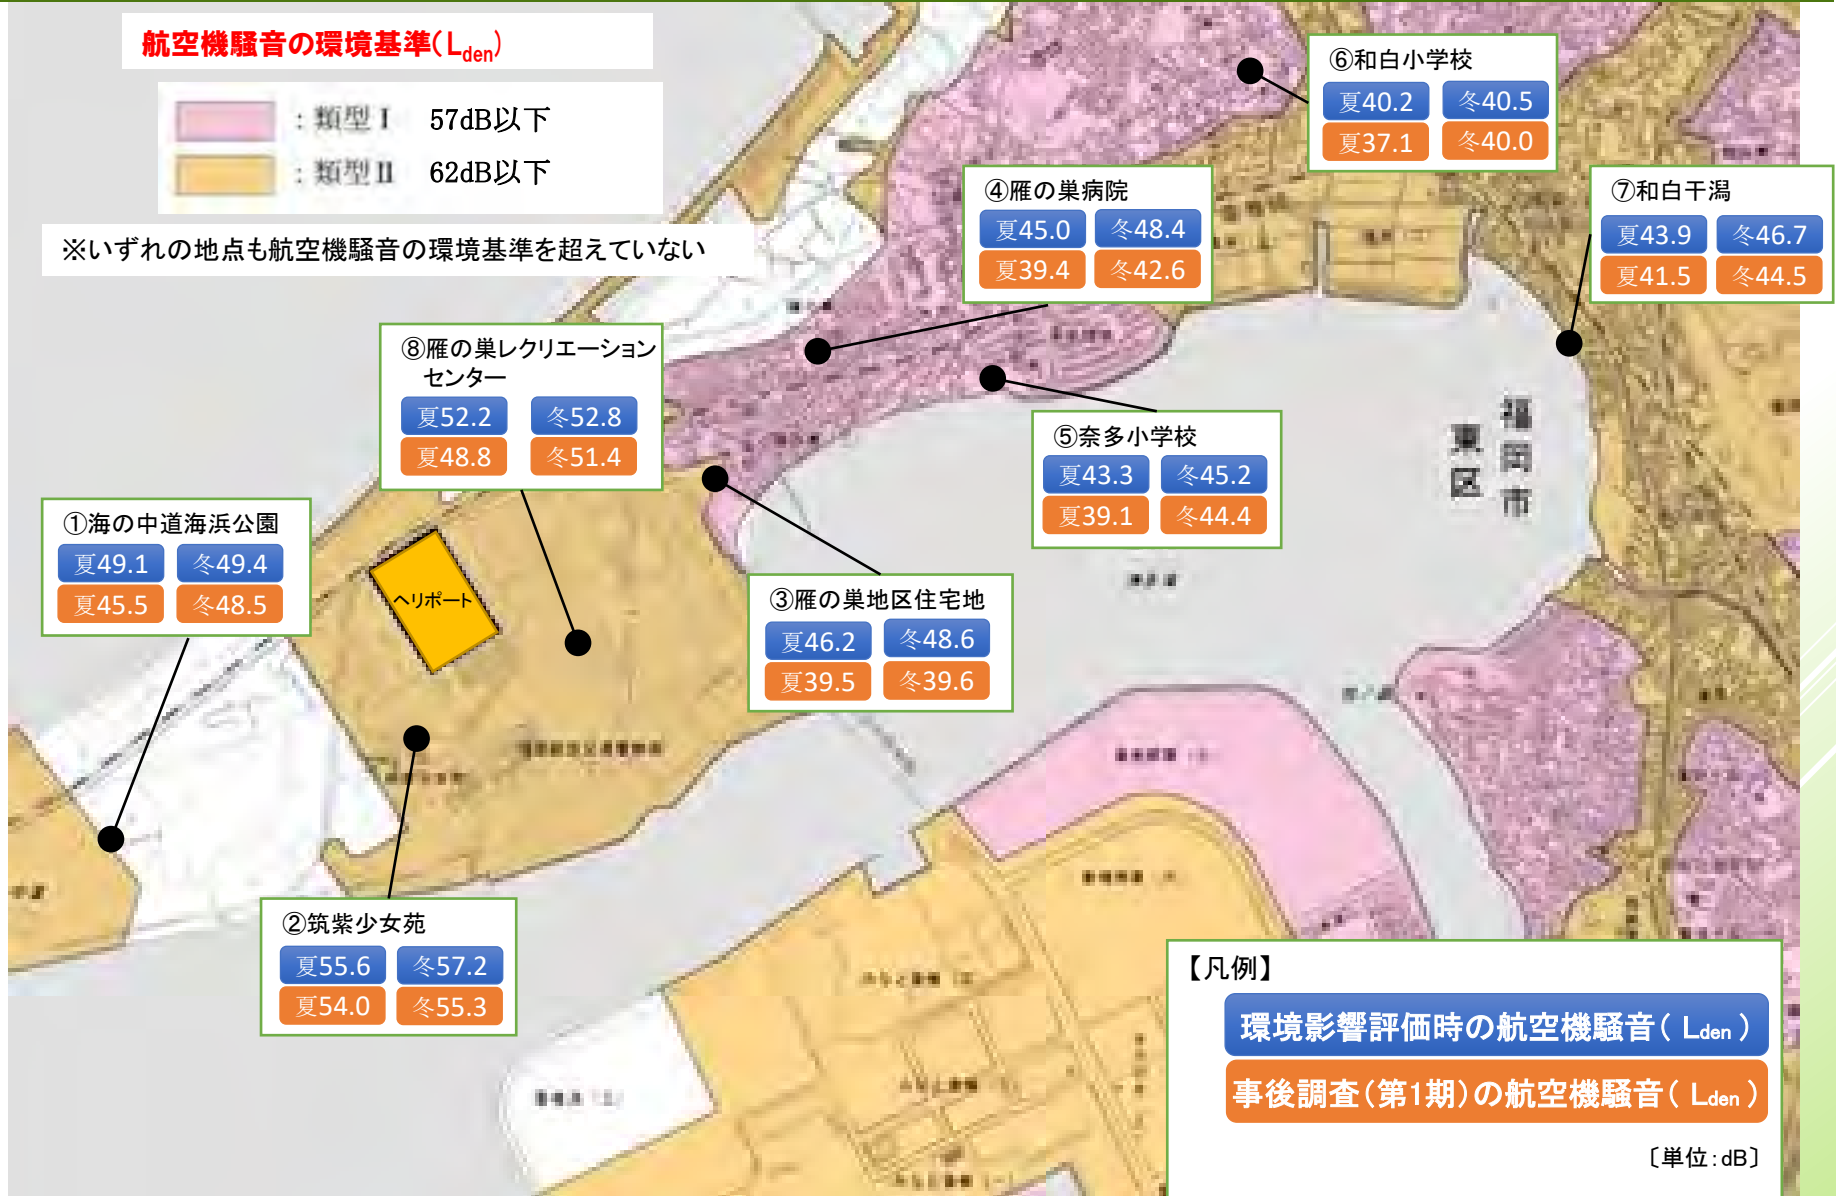 航空機騒音の環境基準(Lden)
：類型Ⅰ 57dB以下
：類型Ⅱ 62dB以下
※いずれの地点も航空機騒音の環境基準を超えていない
⑥和白小学校
夏40.2 冬40.5
夏37.1 冬40.0
④雁の巣病院
夏45.0 冬48.4
夏39.4 冬42.6
⑦和白干潟
夏43.9 冬46.7
夏41.5 冬44.5
⑧雁の巣レクリエーション
センター
夏52.2 冬52.8
夏48.8 冬51.4
⑤奈多小学校
夏43.3 冬45.2
夏39.1 冬44.4
福岡市
東区
①海の中道海浜公園
夏49.1 冬49.4
夏45.5 冬48.5
ヘリポート
③雁の巣地区住宅地
夏46.2 冬48.6
夏39.5 冬39.6
②筑紫少女苑
夏55.6 冬57.2
夏54.0 冬55.3
【凡例】
環境影響評価時の航空機騒音( Lden )
事後調査(第1期)の航空機騒音( Lden )
〔単位:dB〕